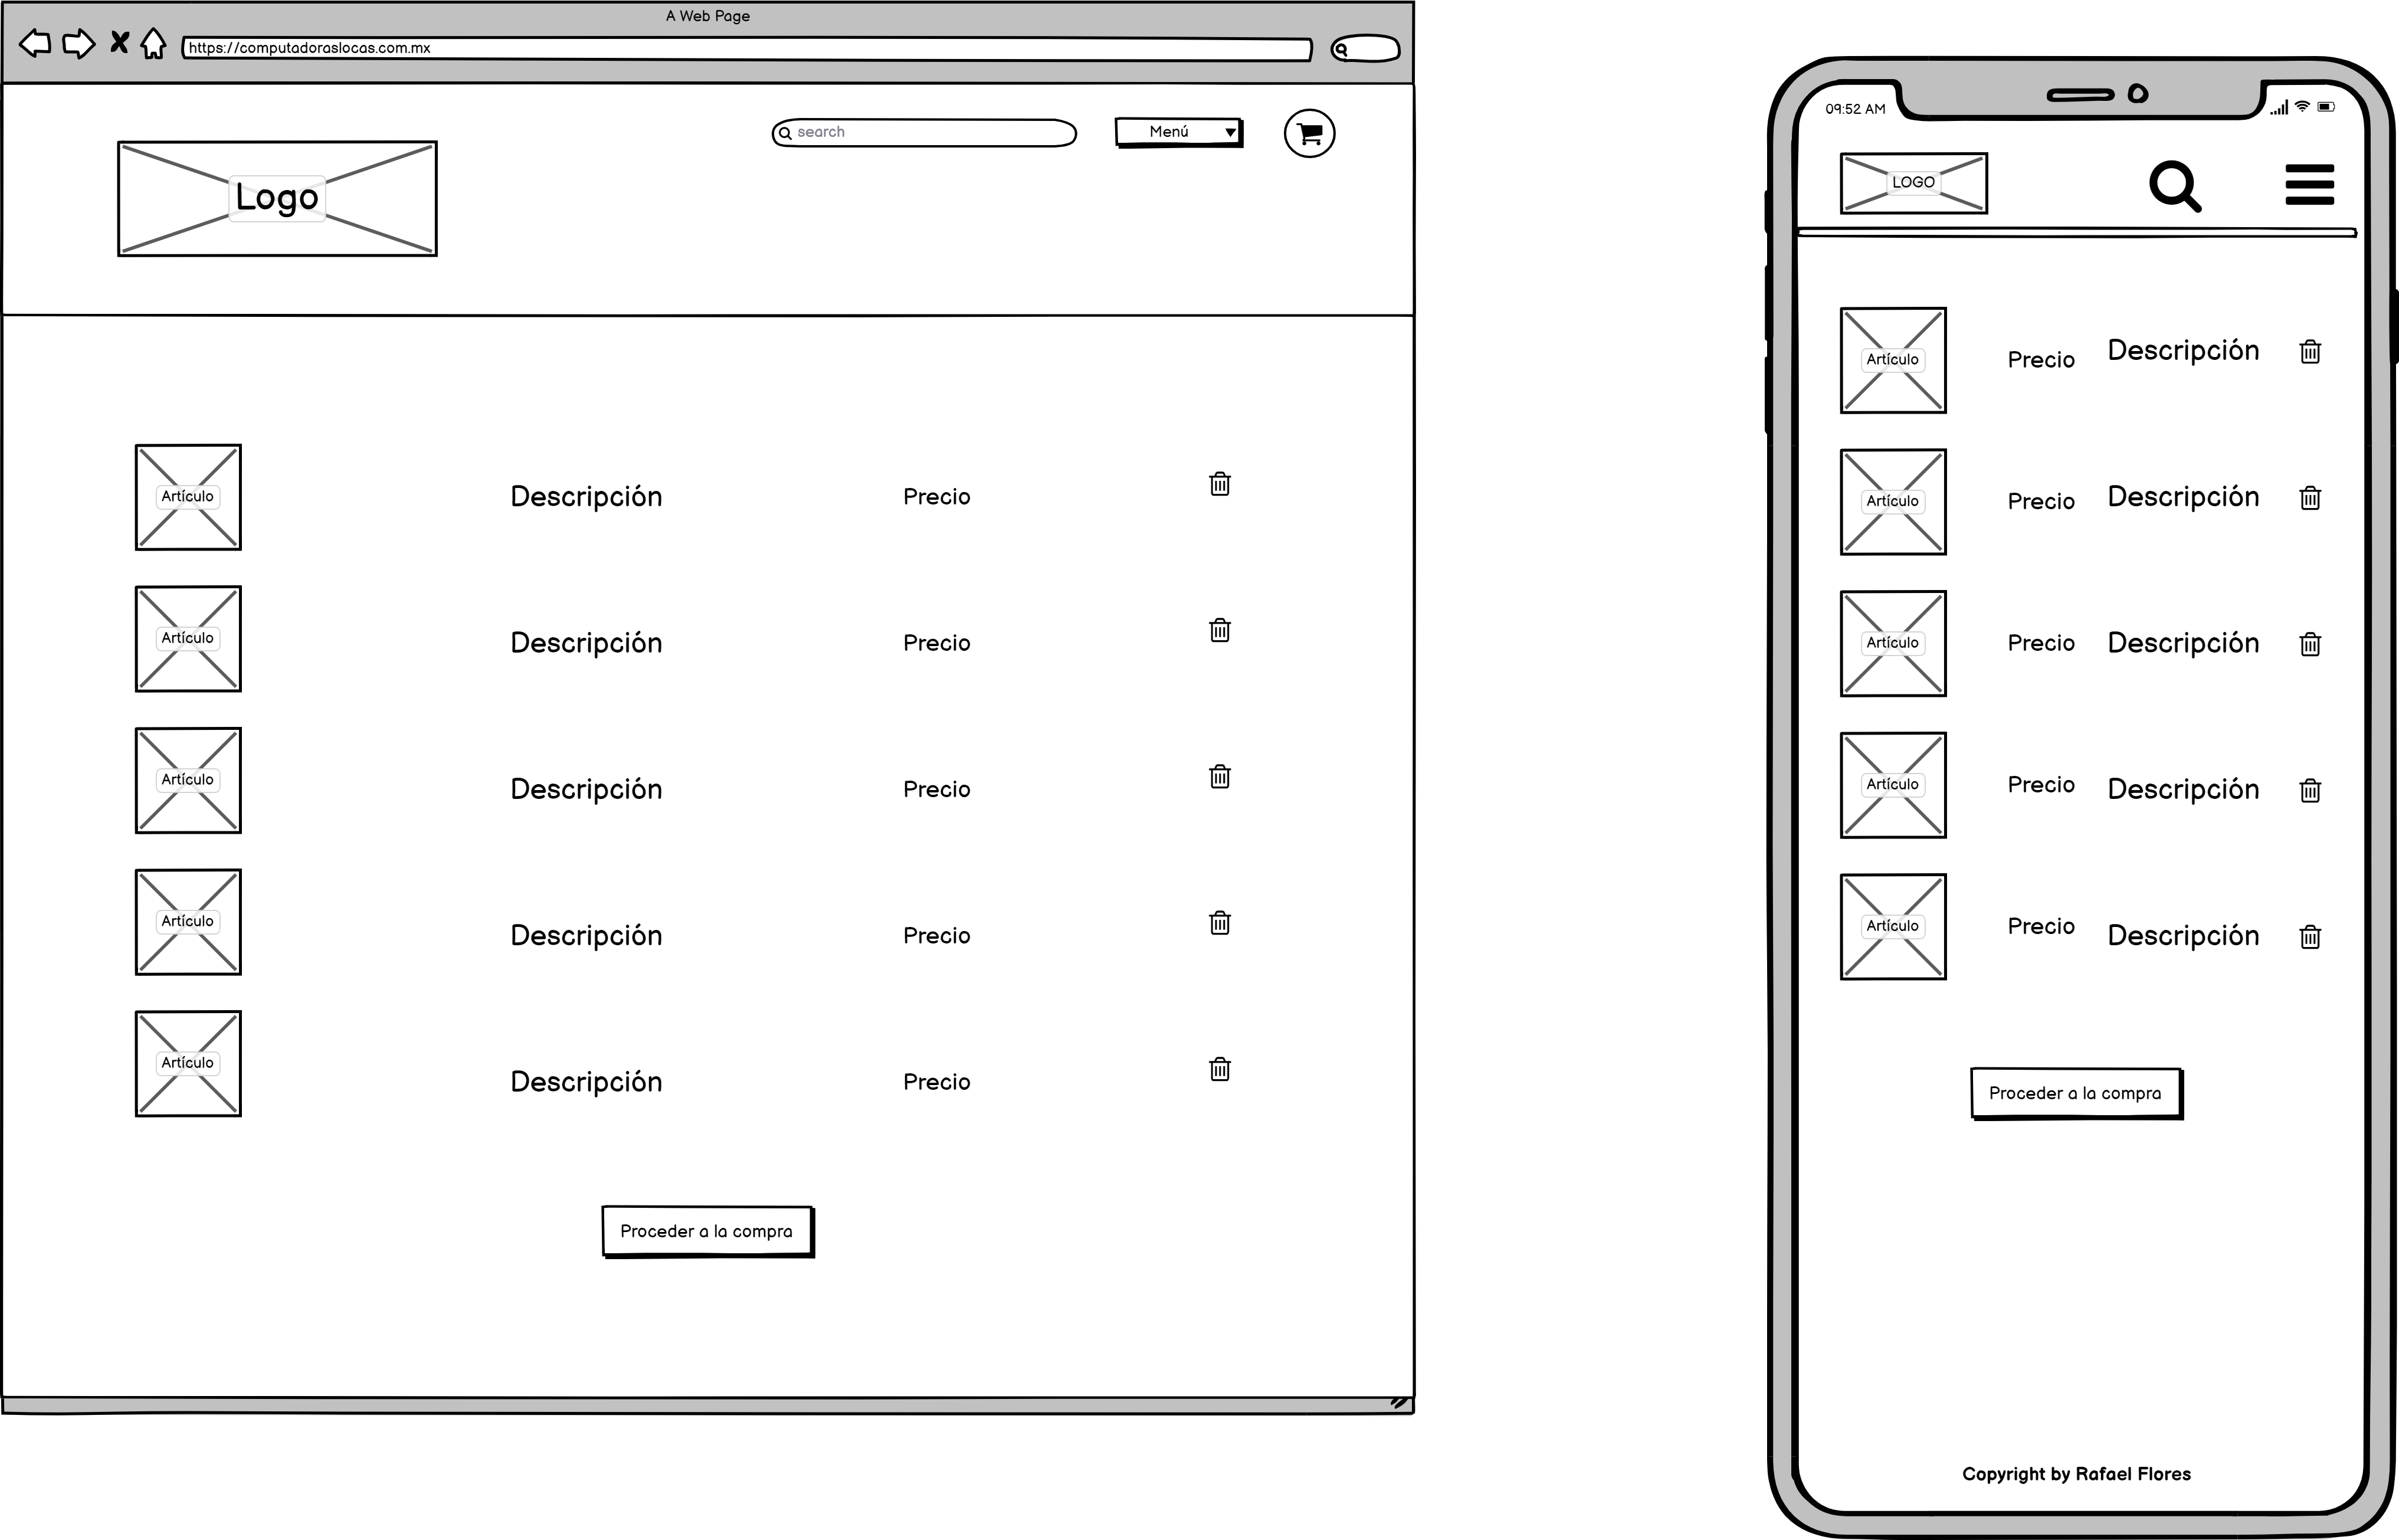 A Web Page
https://computadoraslocas.com.mx
search
Menú
Logo
Artículo
Descripción
Precio
Artículo
Descripción
Precio
Artículo
Descripción
Precio
Artículo
Descripción
Precio
Artículo
Descripción
Precio
Proceder a la compra
09:52 AM
LOGO
Artículo
Precio
Descripción
Artículo
Precio
Descripción
Artículo
Precio
Descripción
Artículo
Precio
Descripción
Artículo
Precio
Descripción
Proceder a la compra
Copyright by Rafael Flores